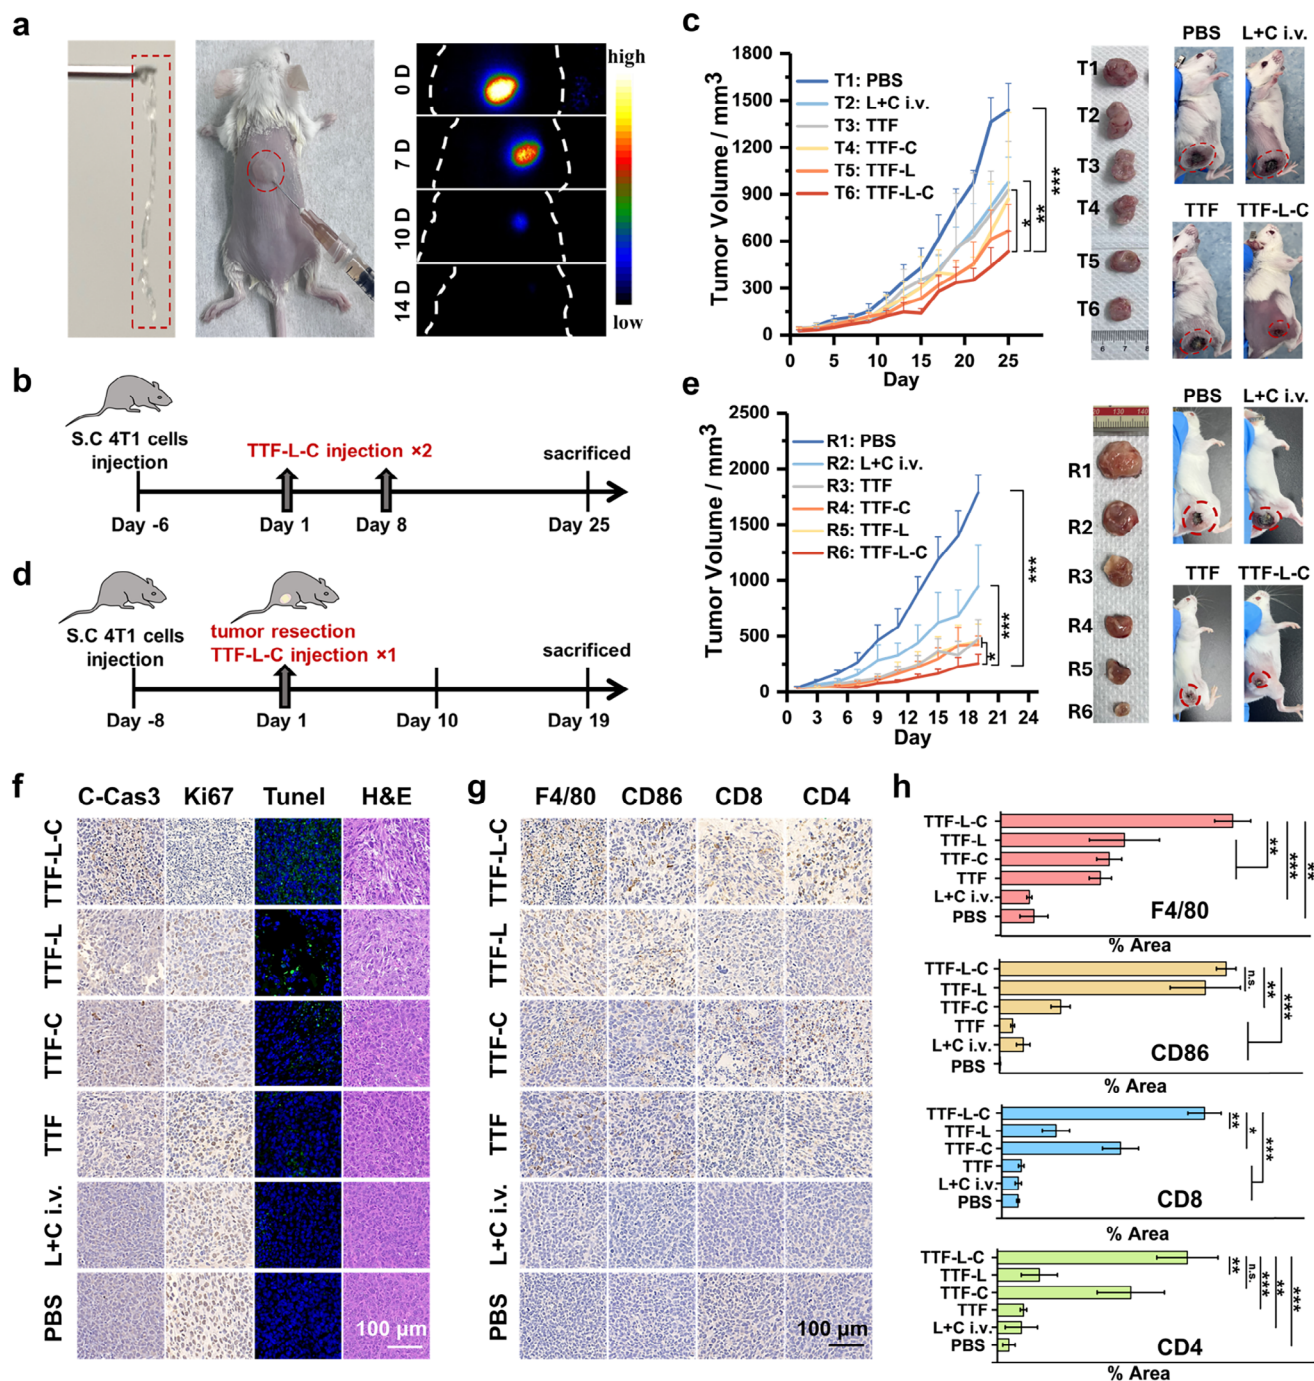 a
0 D
7 D
10 D
14 D
high
low
b
S.C 4T1 cells
injection
TTF-L-C injection ×2
sacrificed
Day -6
Day 1
Day 8
Day 25
c
Tumor Volume / mm3
1800
1500
1200
900
600
300
0
T1: PBS
T2: L+C i.v.
T3: TTF
T4: TTF-C
T5: TTF-L
T6: TTF-L-C
*
**
***
0
5
10
15
20
25
Day
T1
T2
T3
T4
T5
T6
6 7 8
PBS
L+C i.v.
TTF
TTF-L-C
d
S.C 4T1 cells
injection
tumor resection
TTF-L-C injection ×1
sacrificed
Day -8
Day 1
Day 10
Day 19
e
Tumor Volume / mm3
2500
2000
1500
1000
500
0
R1: PBS
R2: L+C i.v.
R3: TTF
R4: TTF-C
R5: TTF-L
R6: TTF-L-C
*
***
***
0
3
6
9
12
15
18
21
24
Day
130 140
R1
R2
R3
R4
R5
R6
PBS
L+C i.v.
TTF
TTF-L-C
f
C-Cas3
Ki67
Tunel
H&E
TTF-L-C
TTF-L
TTF-C
TTF
L+C i.v.
PBS
100 μm
g
F4/80
CD86
CD8
CD4
TTF-L-C
TTF-L
TTF-C
TTF
L+C i.v.
PBS
100 μm
h
TTF-L-C
TTF-L
TTF-C
TTF
L+C i.v.
PBS
F4/80
**
***
**
% Area
TTF-L-C
TTF-L
TTF-C
TTF
L+C i.v.
PBS
CD86
n.s.
**
***
% Area
TTF-L-C
TTF-L
TTF-C
TTF
L+C i.v.
PBS
CD8
**
*
***
% Area
TTF-L-C
TTF-L
TTF-C
TTF
L+C i.v.
PBS
CD4
**
n.s.
***
**
***
% Area